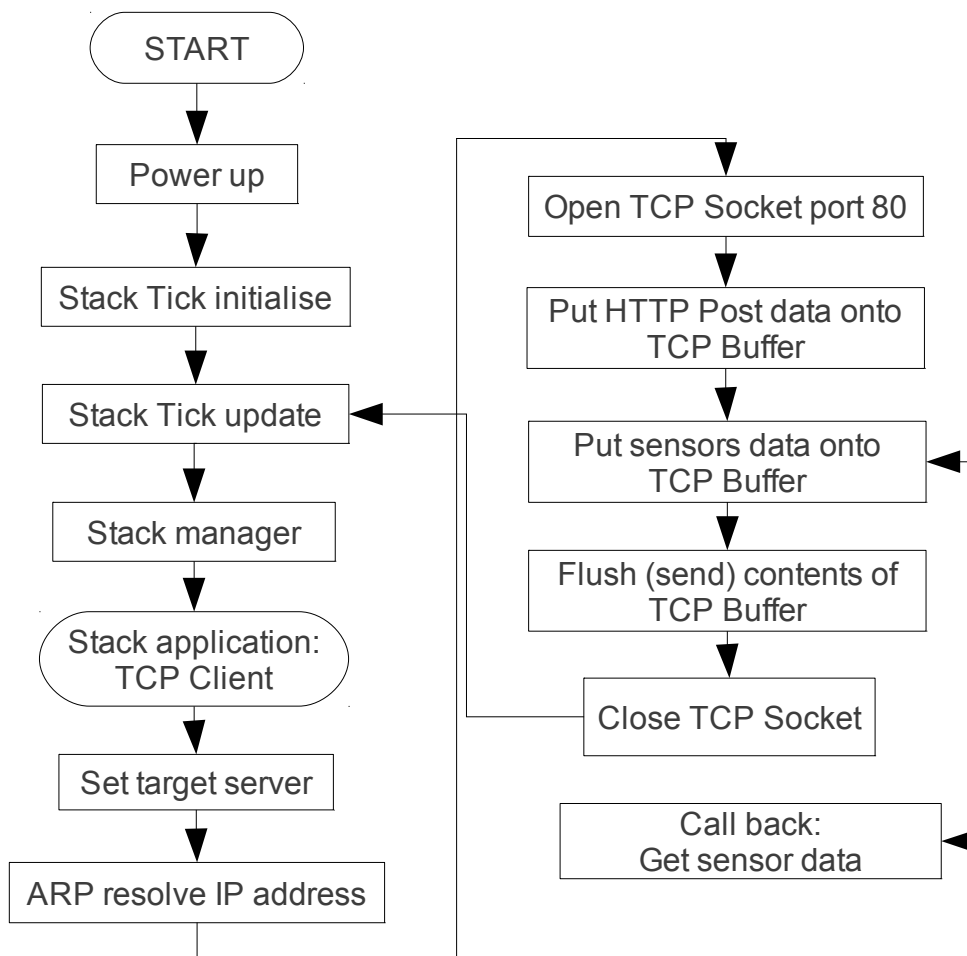 START
Power up
Stack Tick initialise
Stack Tick update
Stack manager
Stack application:
TCP Client
Set target server
ARP resolve IP address
Open TCP Socket port 80
Put HTTP Post data onto
TCP Buffer
Put sensors data onto
TCP Buffer
Flush (send) contents of
TCP Buffer
Close TCP Socket
Call back:
Get sensor data